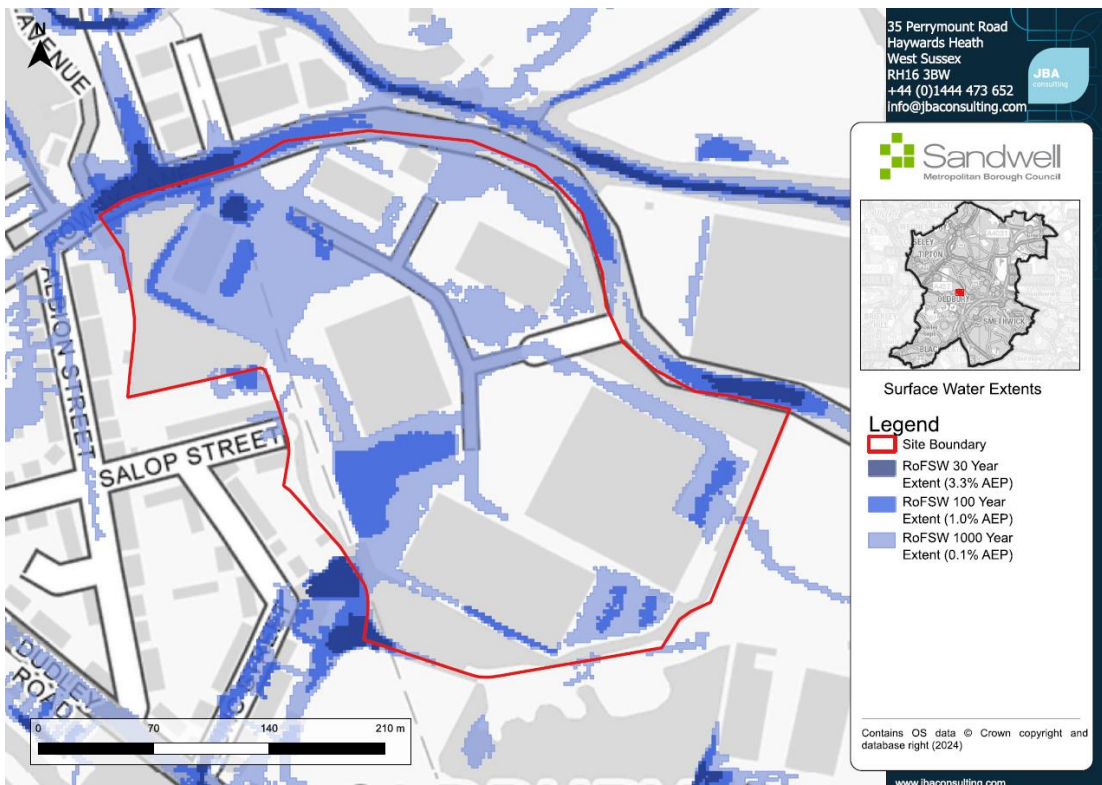 AVENUE
N
ALBION STREET
SALOP STREET
DUDLEY
ROAD
0 70 140 210 m
35 Perrymount Road
Haywards Heath
West Sussex
RH16 3BW
+44 (0)1444 473 652
info@jbaconsulting.com
JBA
consulting
Sandwell
Metropolitan Borough Council
TIPTON
OLDBURY
SMETHWICK
Surface Water Extents
Legend
Site Boundary
RoFSW 30 Year
Extent (3.3% AEP)
RoFSW 100 Year
Extent (1.0% AEP)
RoFSW 1000 Year
Extent (0.1% AEP)
Contains OS data © Crown copyright and
database right (2024)
www.jbaconsulting.com